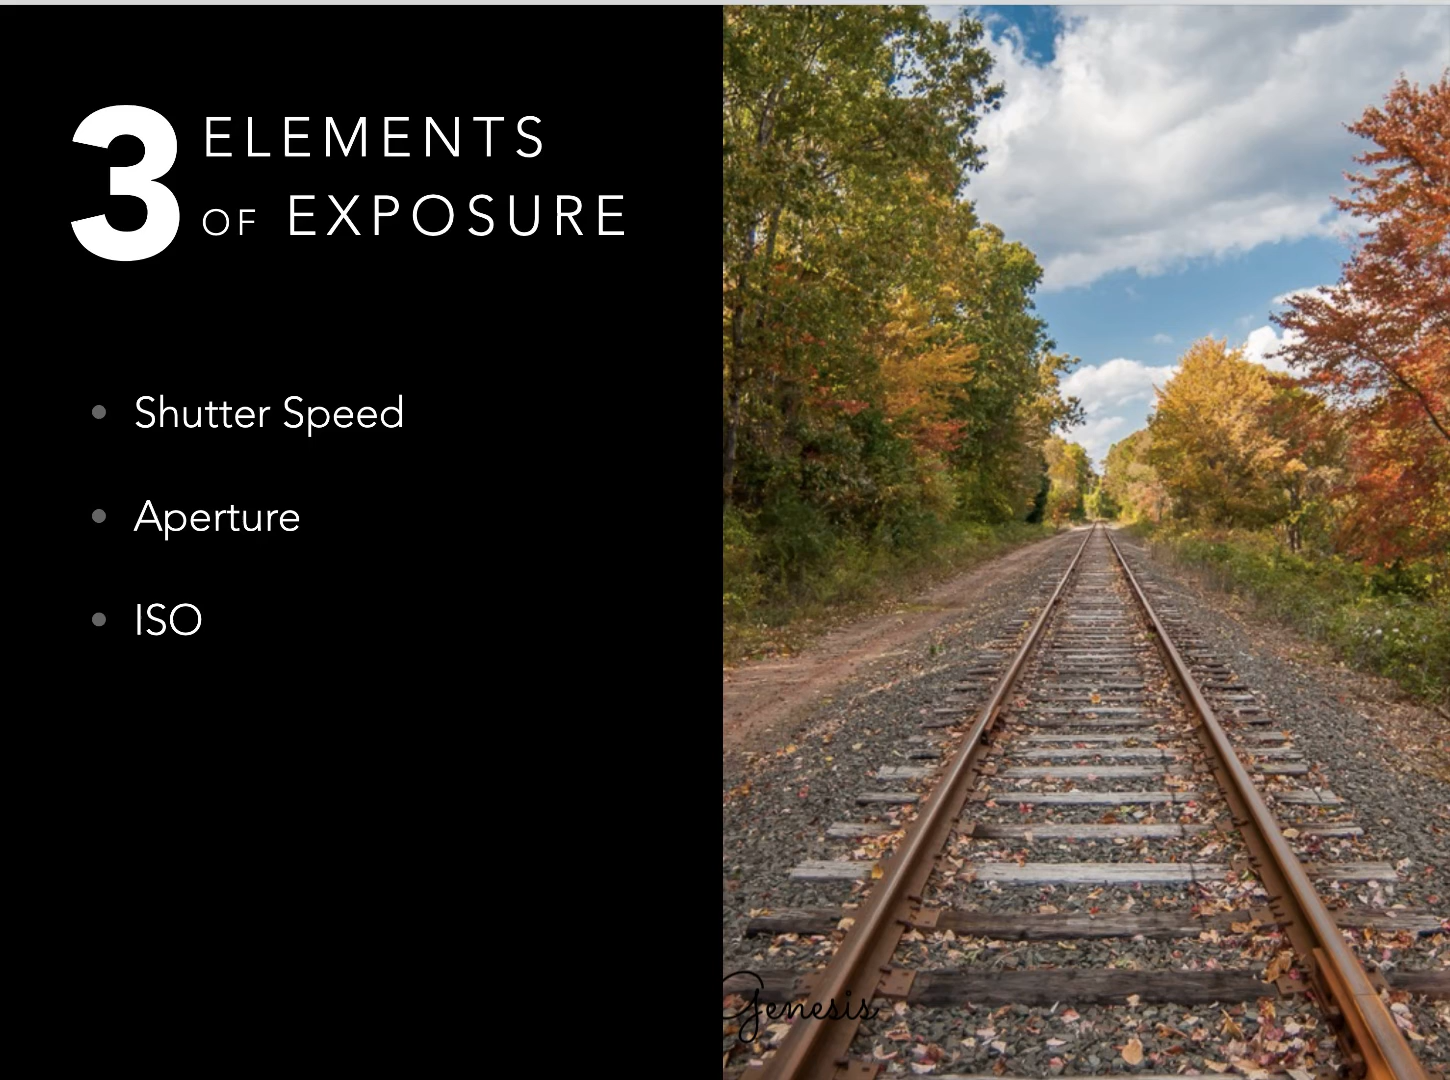 3 ELEMENTS
OF EXPOSURE
Shutter Speed
Aperture
ISO
Genesis